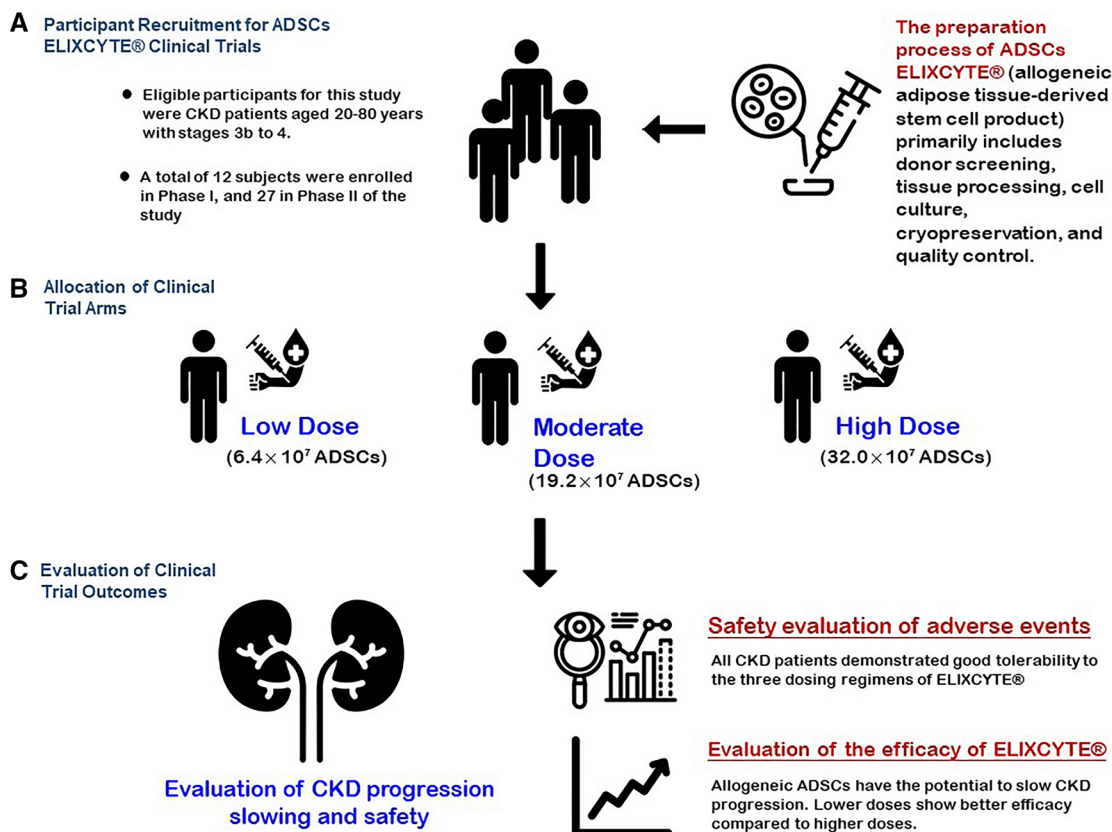 A
Participant Recruitment for ADSCs
ELIXCYTE® Clinical Trials
● Eligible participants for this study
were CKD patients aged 20-80 years
with stages 3b to 4.
● A total of 12 subjects were enrolled
in Phase I, and 27 in Phase II of the
study
The preparation
process of ADSCs
ELIXCYTE® (allogeneic
adipose tissue-derived
stem cell product)
primarily includes
donor screening,
tissue processing, cell
culture,
cryopreservation, and
quality control.
B
Allocation of Clinical
Trial Arms
Low Dose
(6.4×10⁷ ADSCs)
Moderate
Dose
(19.2×10⁷ ADSCs)
High Dose
(32.0×10⁷ ADSCs)
C
Evaluation of Clinical
Trial Outcomes
Evaluation of CKD progression
slowing and safety
Safety evaluation of adverse events
All CKD patients demonstrated good tolerability to
the three dosing regimens of ELIXCYTE®
Evaluation of the efficacy of ELIXCYTE®
Allogeneic ADSCs have the potential to slow CKD
progression. Lower doses show better efficacy
compared to higher doses.